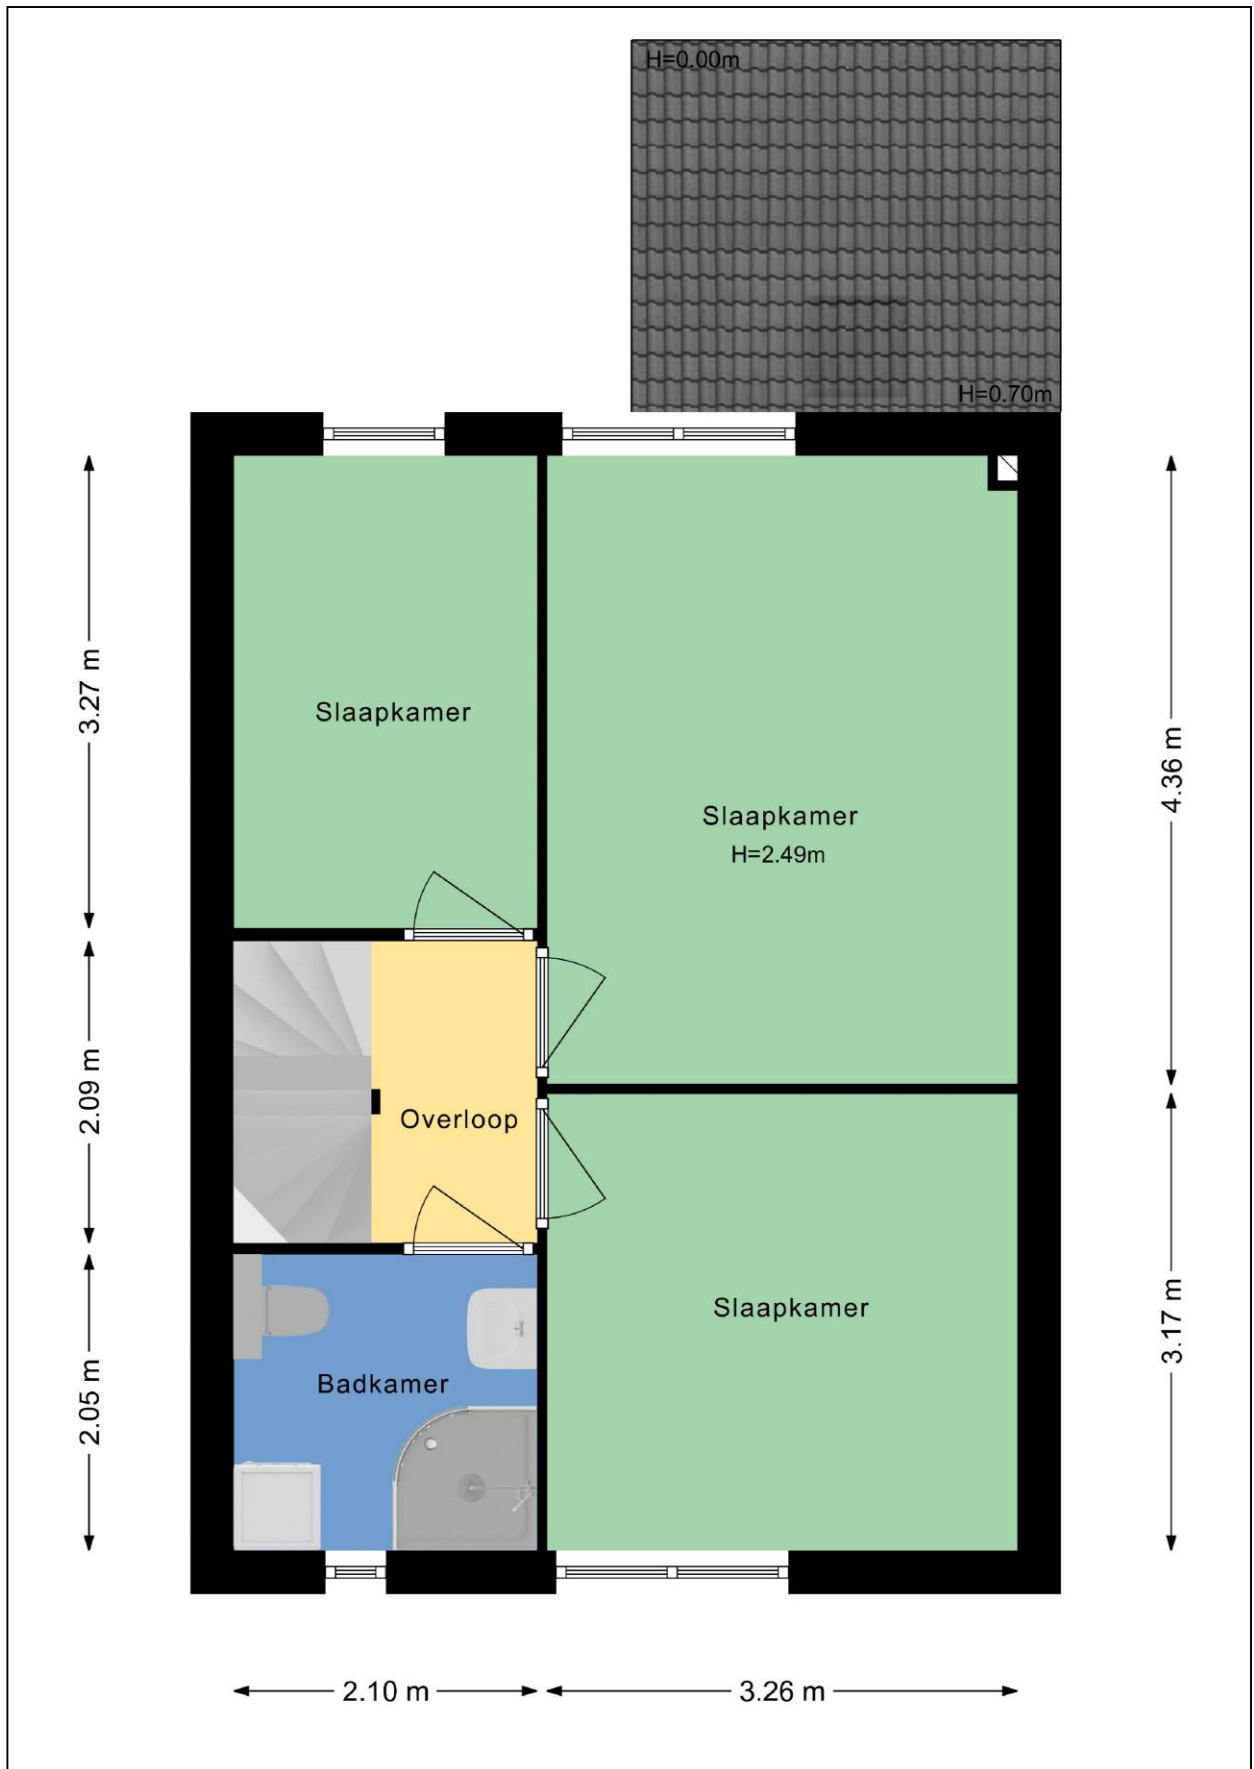 H=0.00m
H=0.70m
3.27 m
Slaapkamer
4.36 m
Slaapkamer
H=2.49m
2.09 m
Overloop
Slaapkamer
3.17 m
Badkamer
2.05 m
2.10 m
3.26 m